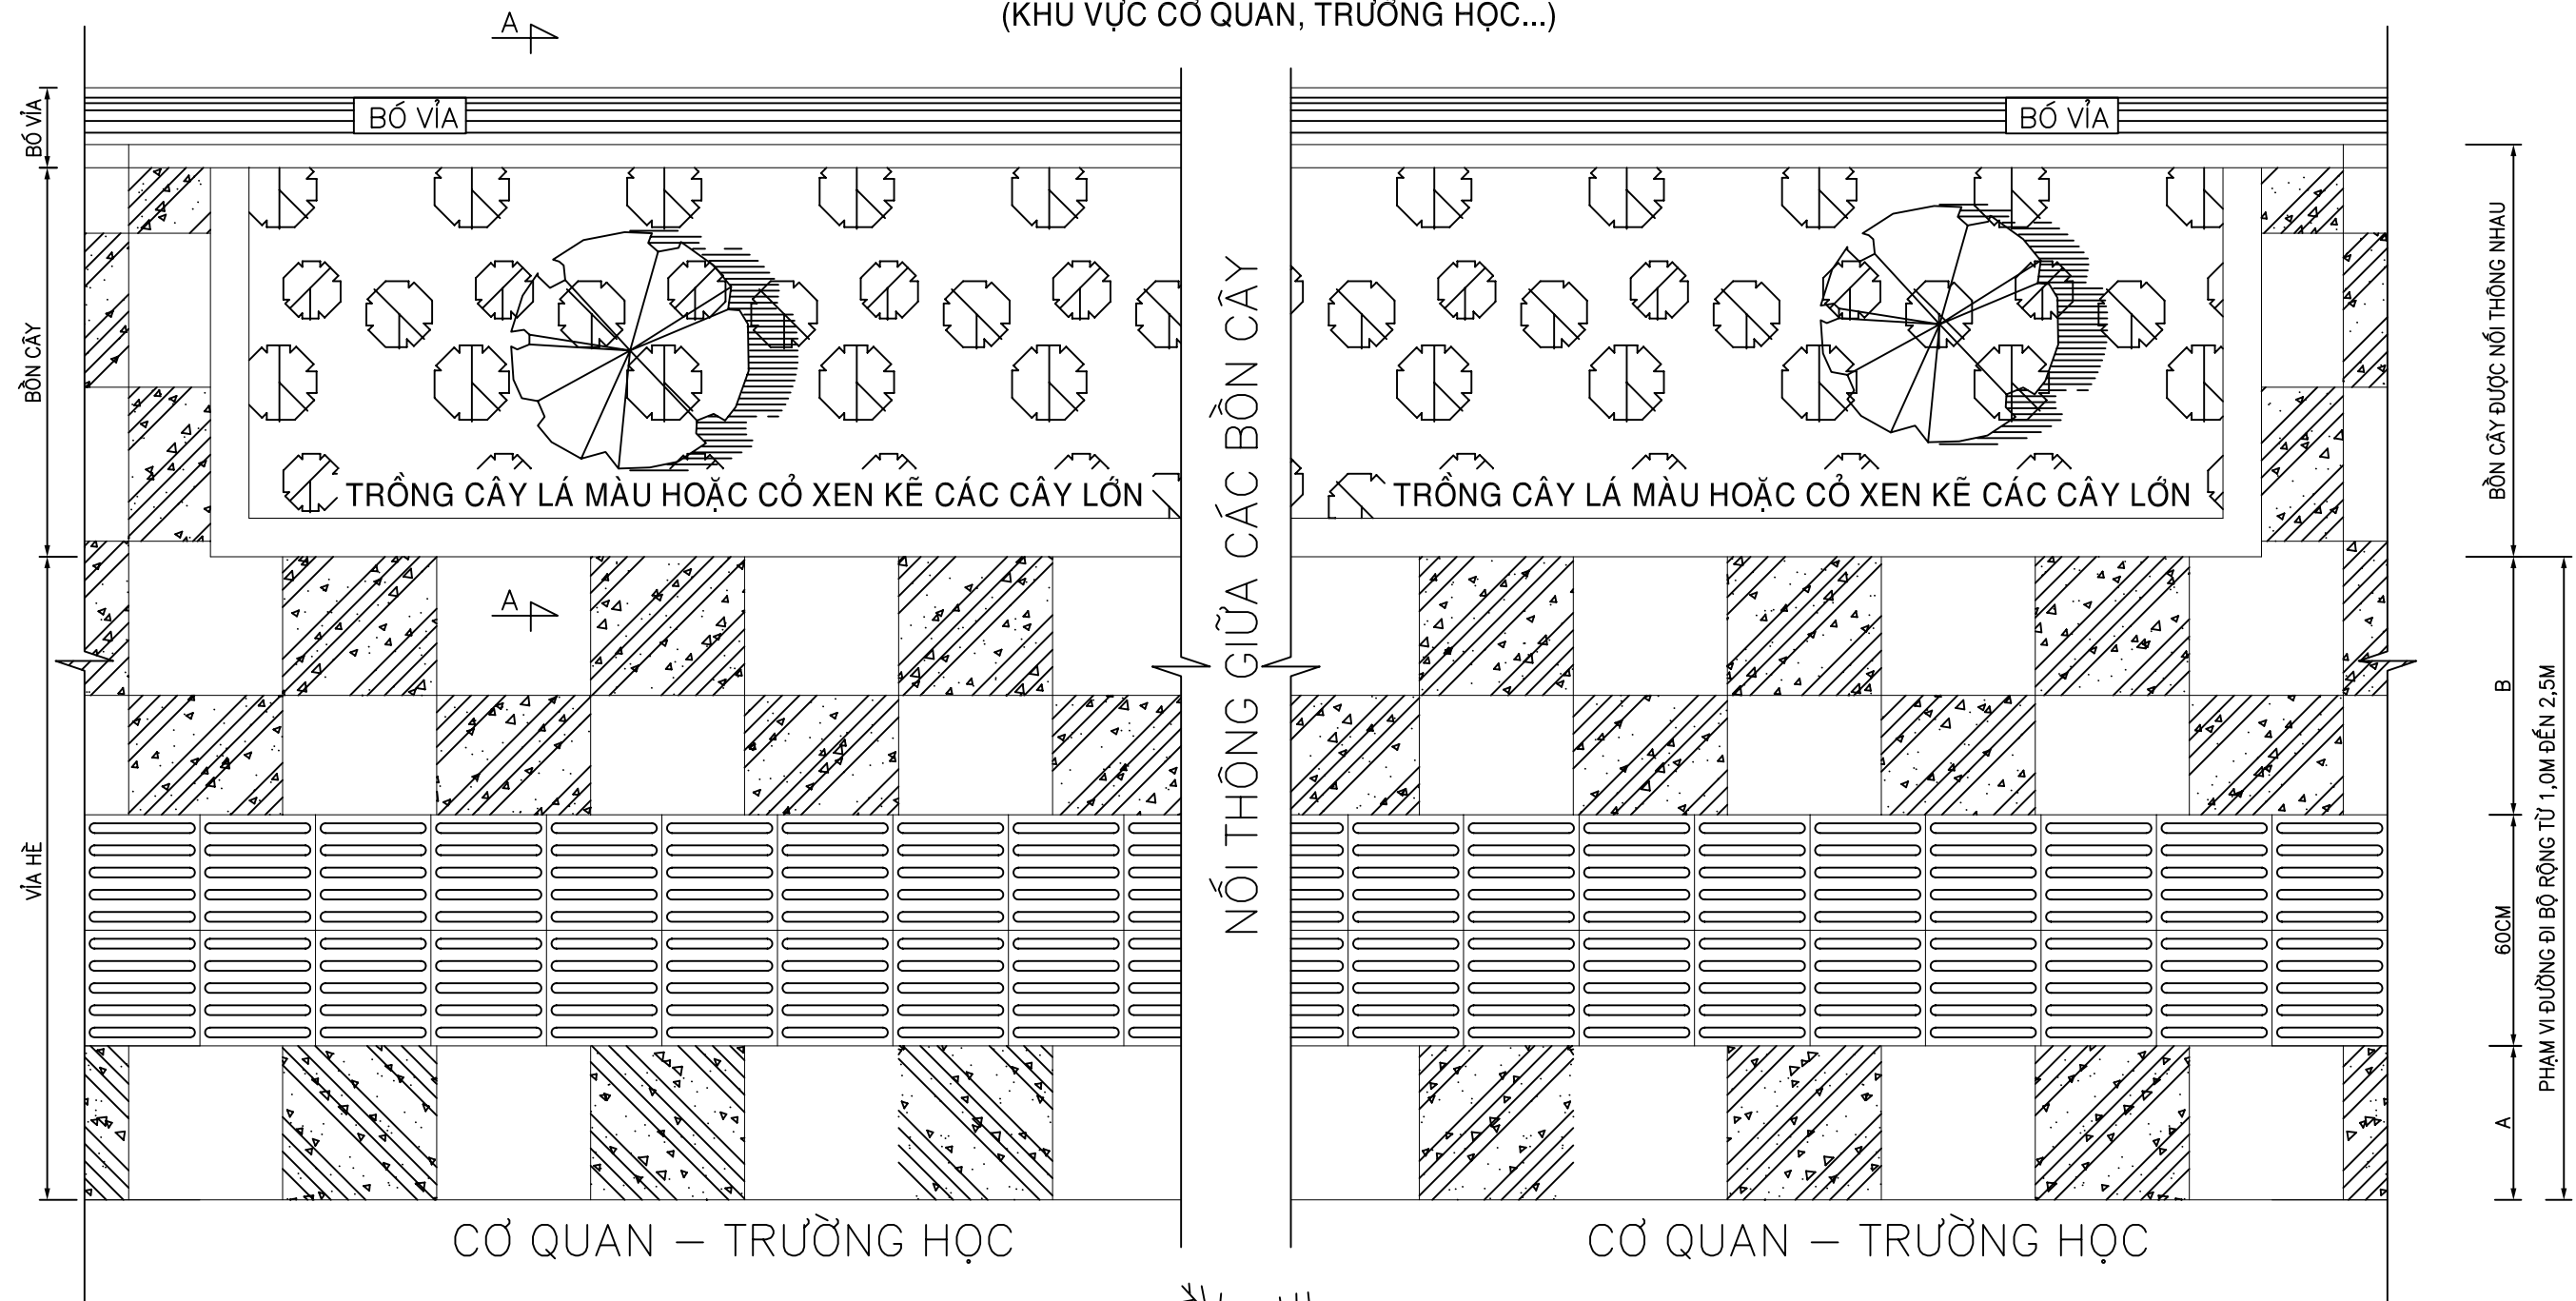 (KHU VỰC CƠ QUAN, TRƯỜNG HỌC...)
A
BÓ VỈA
BÓ VỈA
BÓ VỈA
BỒN CÂY
TRỒNG CÂY LÁ MÀU HOẶC CỎ XEN KẼ CÁC CÂY LỚN
TRỒNG CÂY LÁ MÀU HOẶC CỎ XEN KẼ CÁC CÂY LỚN
BỒN CÂY ĐƯỢC NỐI THÔNG NHAU
NỐI THÔNG GIỮA CÁC BỒN CÂY
A
VỈA HÈ
B
60CM
A
PHẠM VI ĐƯỜNG ĐI BỘ RỘNG TỪ 1,0M ĐẾN 2,5M
CƠ QUAN – TRƯỜNG HỌC
CƠ QUAN – TRƯỜNG HỌC